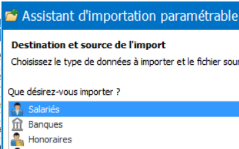 Assistant d'importation paramétrable
Destination et source de l'import
Choisissez le type de données à importer et le fichier sour
Que désirez-vous importer ?
Salariés
Banques
Honoraires